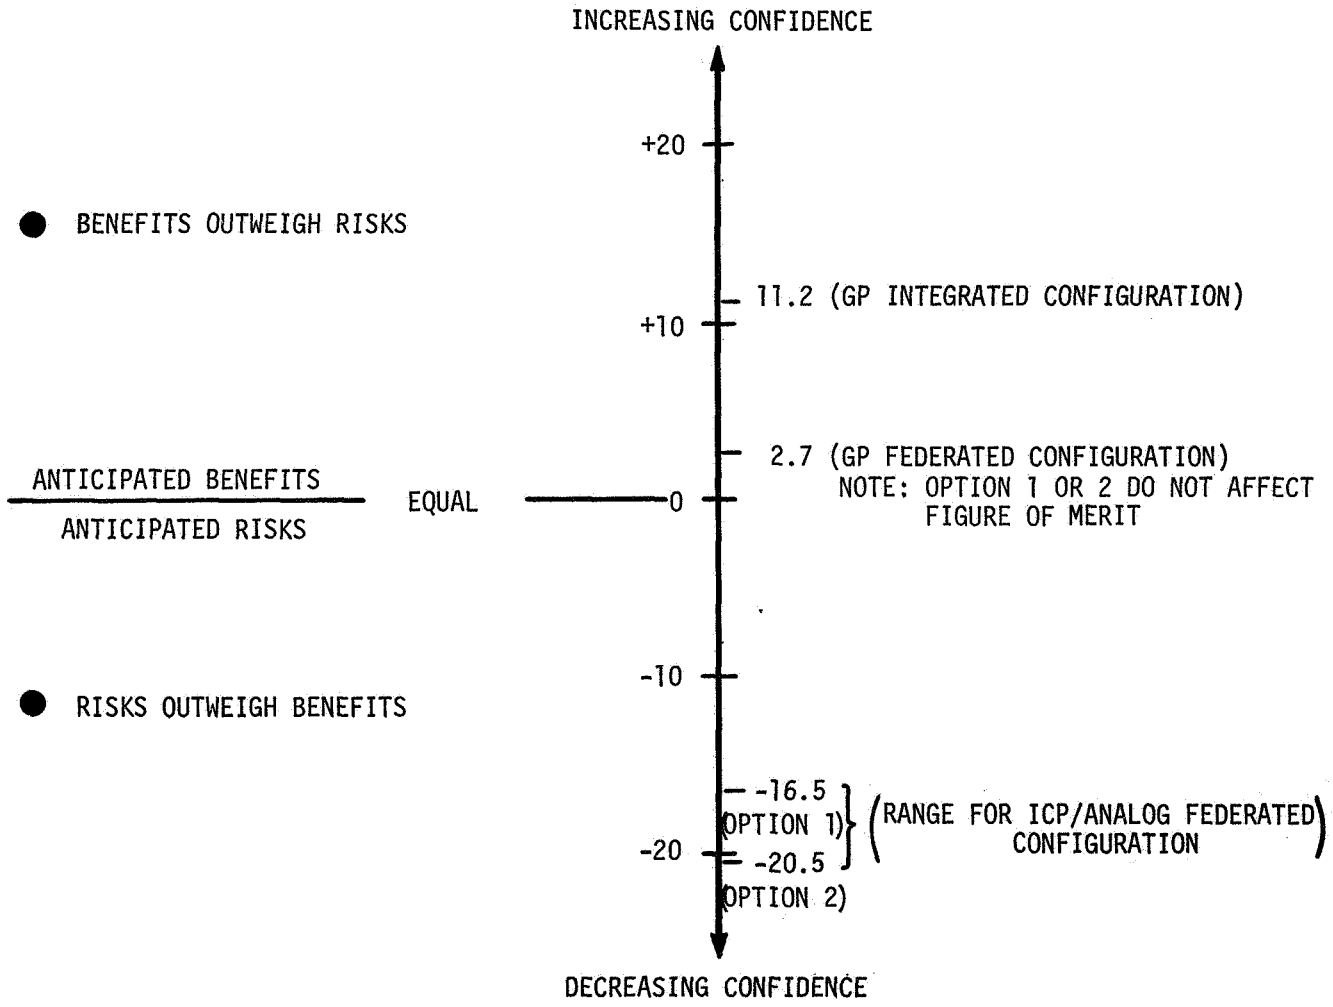 INCREASING CONFIDENCE
+20
BENEFITS OUTWEIGH RISKS
11.2 (GP INTEGRATED CONFIGURATION)
+10
2.7 (GP FEDERATED CONFIGURATION)
NOTE: OPTION 1 OR 2 DO NOT AFFECT
FIGURE OF MERIT
ANTICIPATED BENEFITS
ANTICIPATED RISKS
EQUAL
0
-10
RISKS OUTWEIGH BENEFITS
-16.5
(OPTION 1)
(RANGE FOR ICP/ANALOG FEDERATED
CONFIGURATION)
-20
-20.5
(OPTION 2)
DECREASING CONFIDENCE